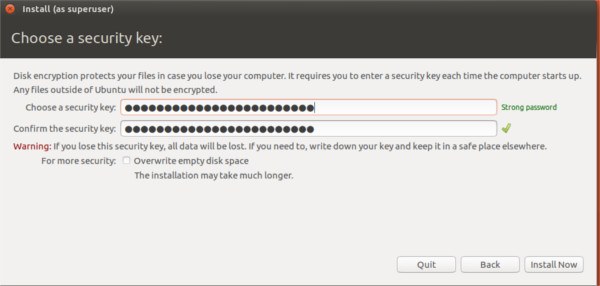 Install (as superuser)
Choose a security key:
Disk encryption protects your files in case you lose your computer. It requires you to enter a security key each time the computer starts up.
Any files outside of Ubuntu will not be encrypted.
Choose a security key: ●●●●●●●●●●●●●●●●●●●●●●●● Strong password
Confirm the security key: ●●●●●●●●●●●●●●●●●●●●●●●●
Warning: If you lose this security key, all data will be lost. If you need to, write down your key and keep it in a safe place elsewhere.
For more security: Overwrite empty disk space
The installation may take much longer.
Quit Back Install Now